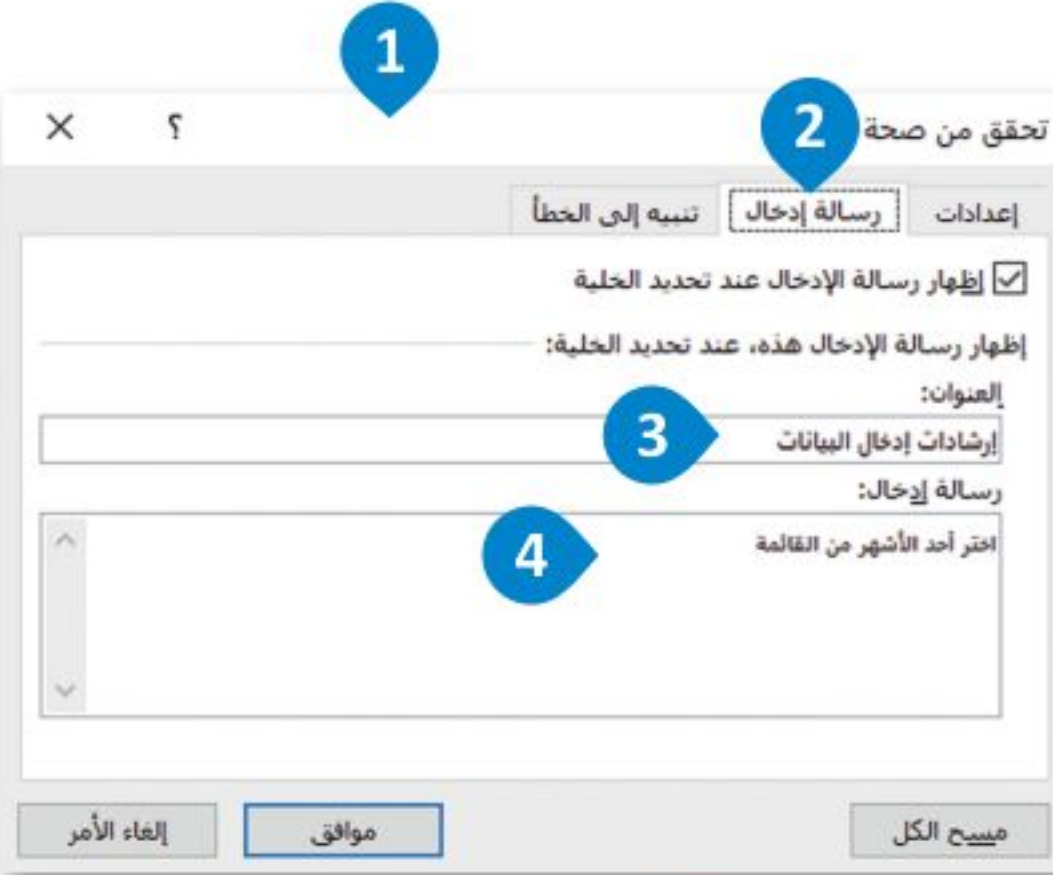 1
تحقق من صحة
2
؟
إعدادات
رسالة إدخال
تنبيه إلى الخطأ
إظهار رسالة الإدخال عند تحديد الخلية
إظهار رسالة الإدخال هذه، عند تحديد الخلية:
العنوان:
إرشادات إدخال البيانات
3
رسالة إدخال:
اختر أحد الأشهر من القائمة
4
مسح الكل
موافق
إلغاء الأمر